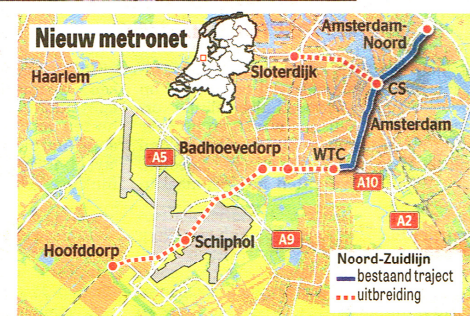 Nieuw metronet
Amsterdam-
Noord
Haarlem
Sloterdijk
CS
Amsterdam
Badhoevedorp
WTC
A5
A10
A2
Hoofddorp
Schiphol
A9
Noord-Zuidlijn
bestaand traject
uitbreiding